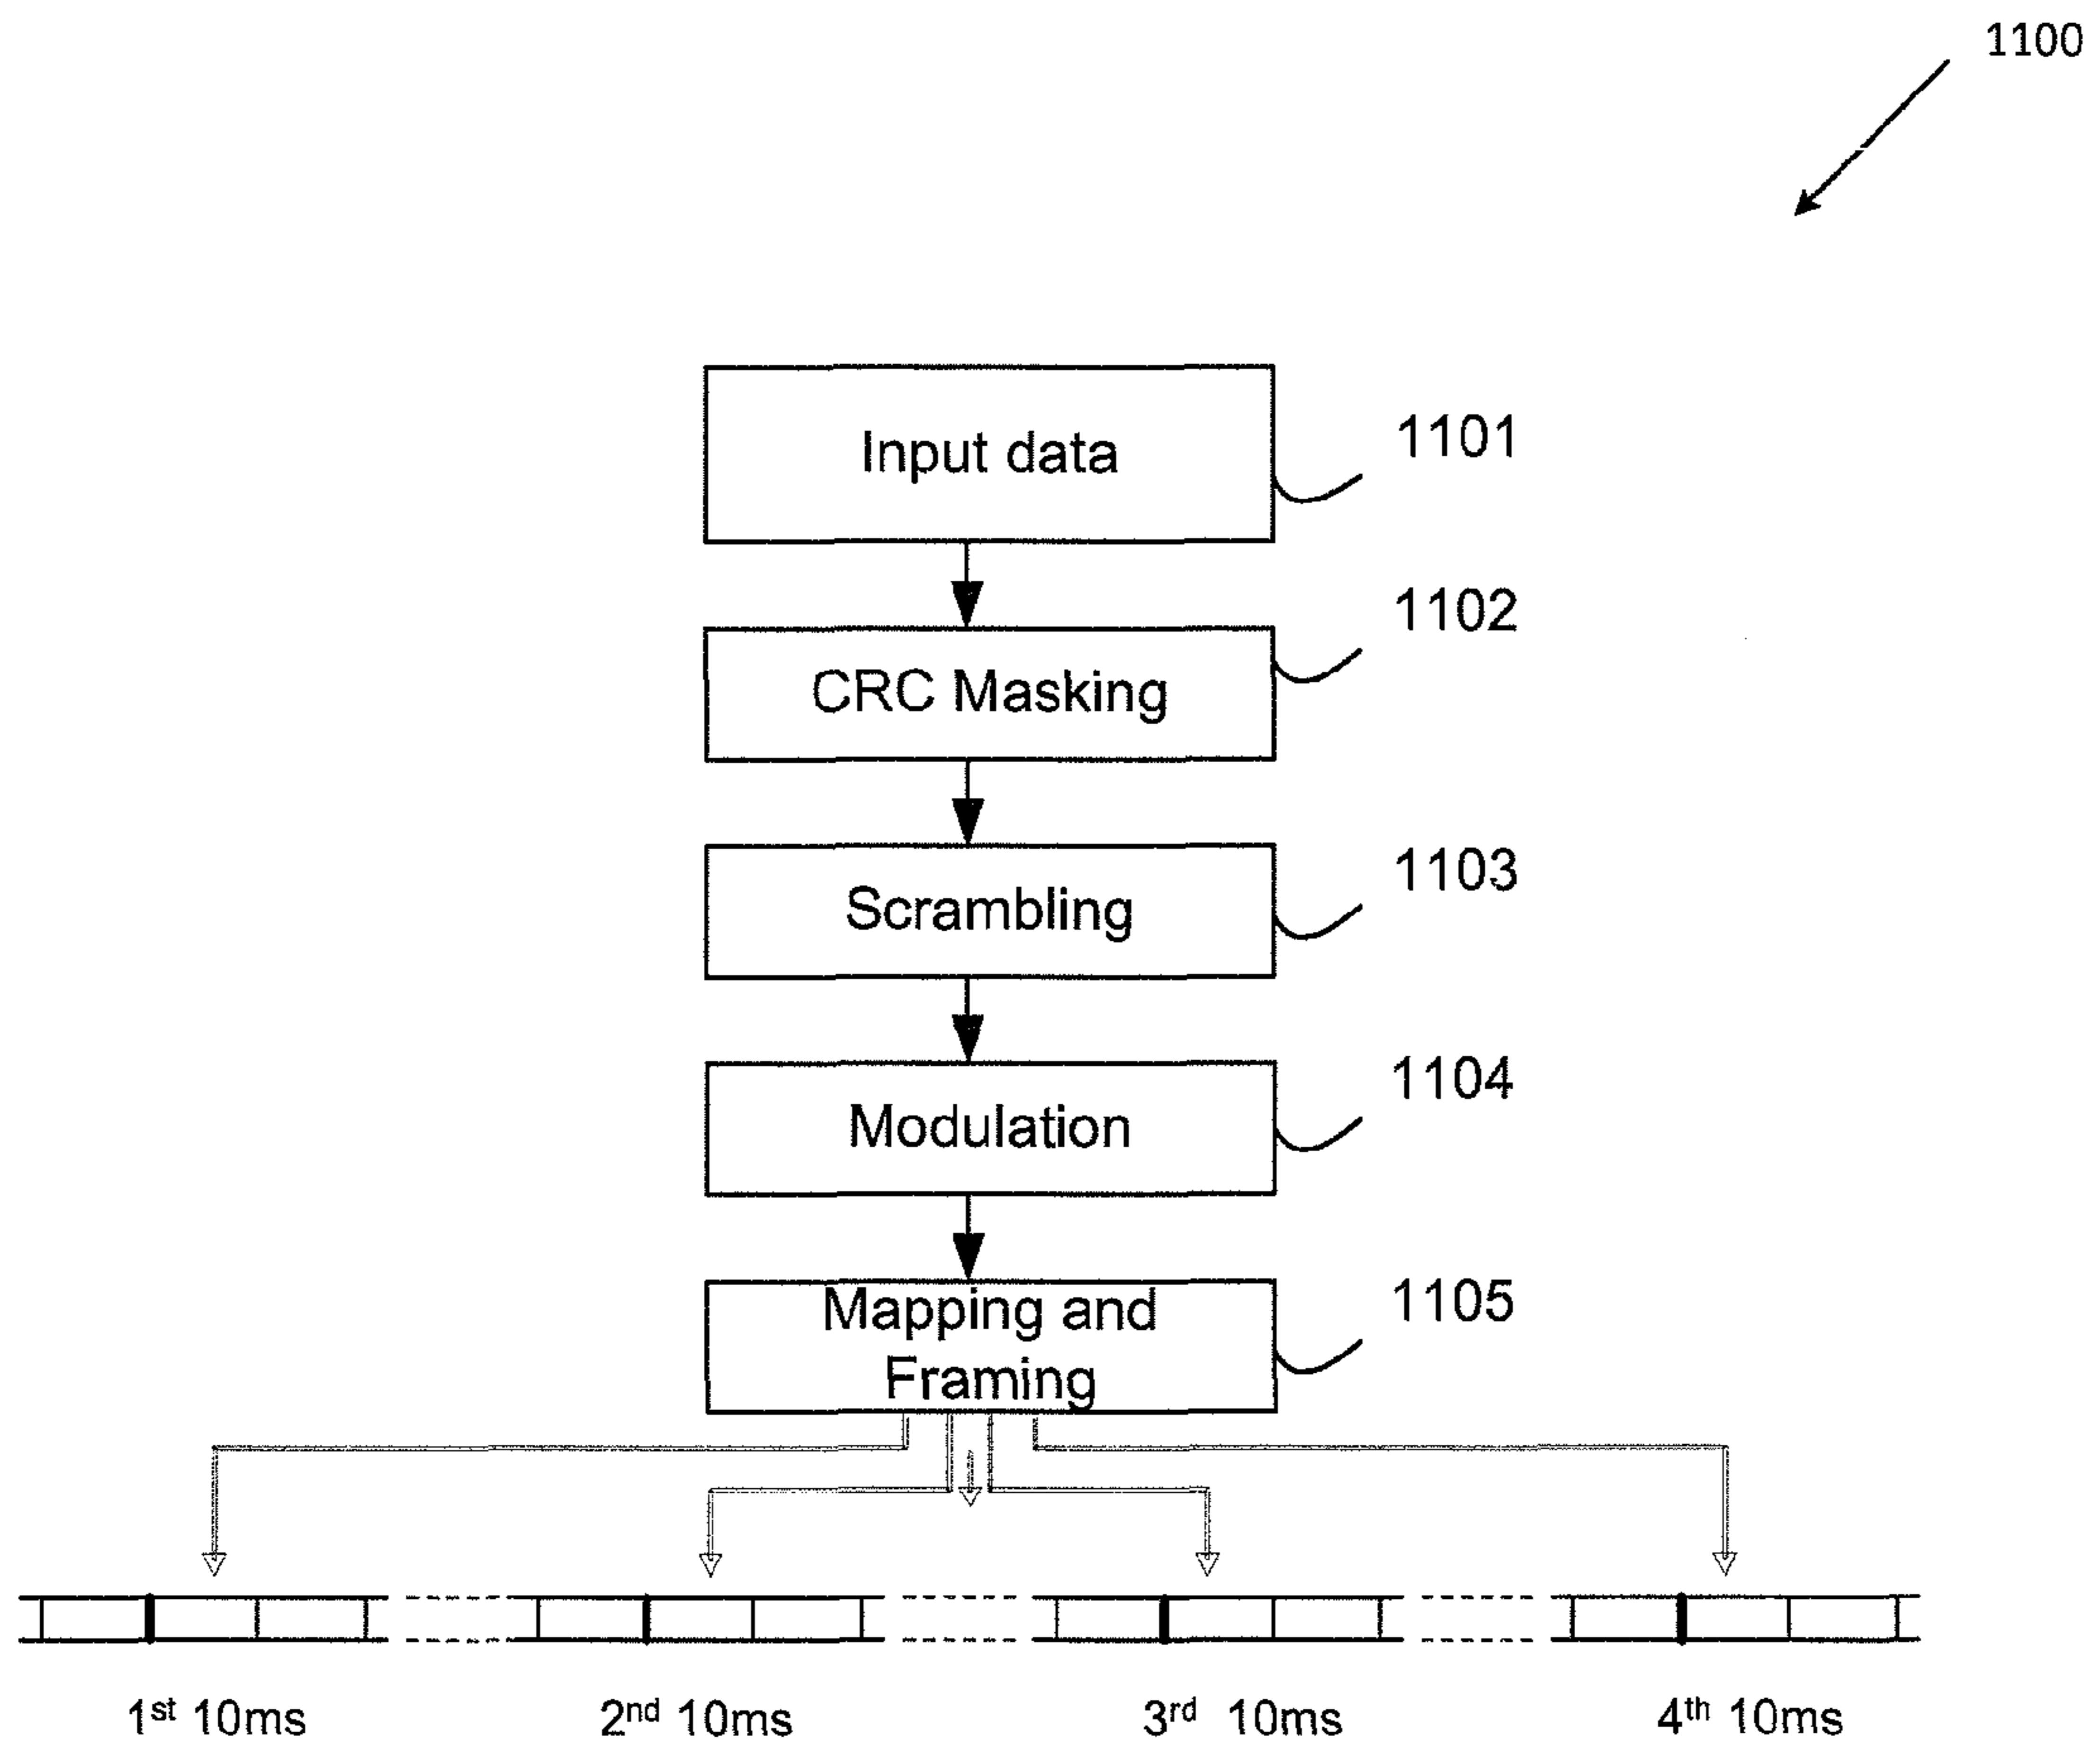 1100
Input data
1101
CRC Masking
1102
Scrambling
1103
Modulation
1104
Mapping and
Framing
1105
1st 10ms
2nd 10ms
3rd 10ms
4th 10ms